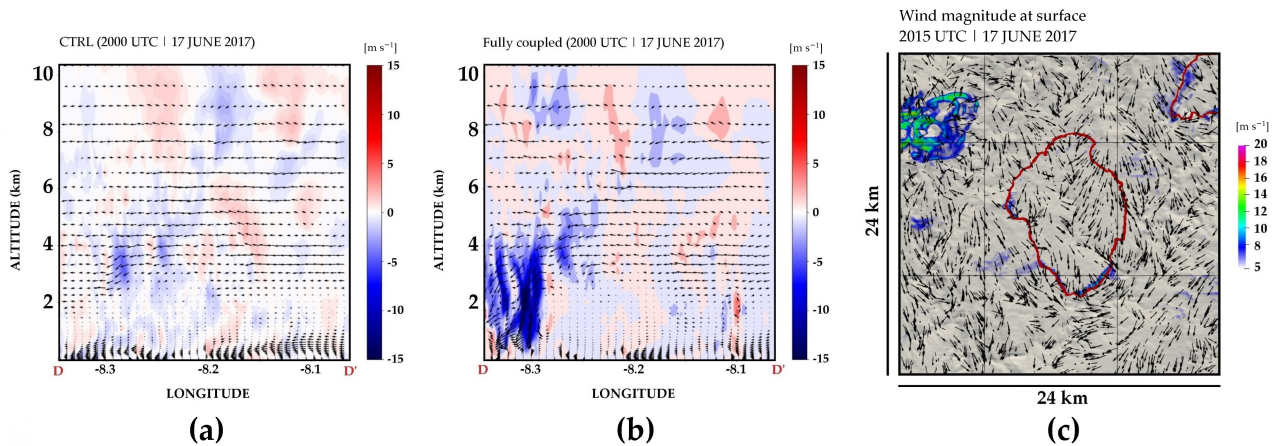 CTRL (2000 UTC | 17 JUNE 2017)
[m s⁻¹]
10
8
6
4
2
ALTITUDE (km)
15
10
5
0
-5
-10
-15
D
-8.3
-8.2
-8.1
D'
LONGITUDE
(a)
Fully coupled (2000 UTC | 17 JUNE 2017)
[m s⁻¹]
10
8
6
4
2
ALTITUDE (km)
15
10
5
0
-5
-10
-15
D
-8.3
-8.2
-8.1
D'
LONGITUDE
(b)
Wind magnitude at surface
2015 UTC | 17 JUNE 2017
24 km
24 km
[m s⁻¹]
20
18
16
14
12
10
8
5
(c)